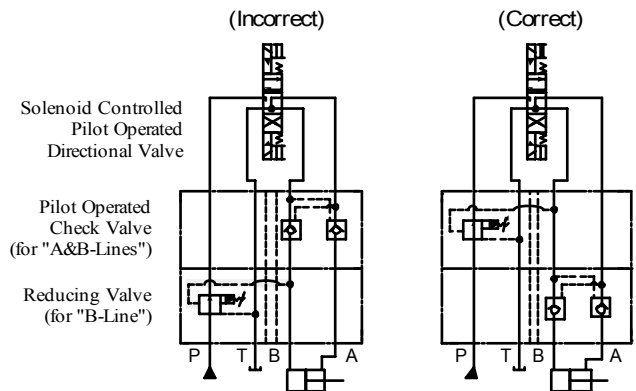 (Incorrect)
(Correct)
Solenoid Controlled
Pilot Operated
Directional Valve
Pilot Operated
Check Valve
(for "A&B-Lines")
Reducing Valve
(for "B-Line")
P T B A
P T B A